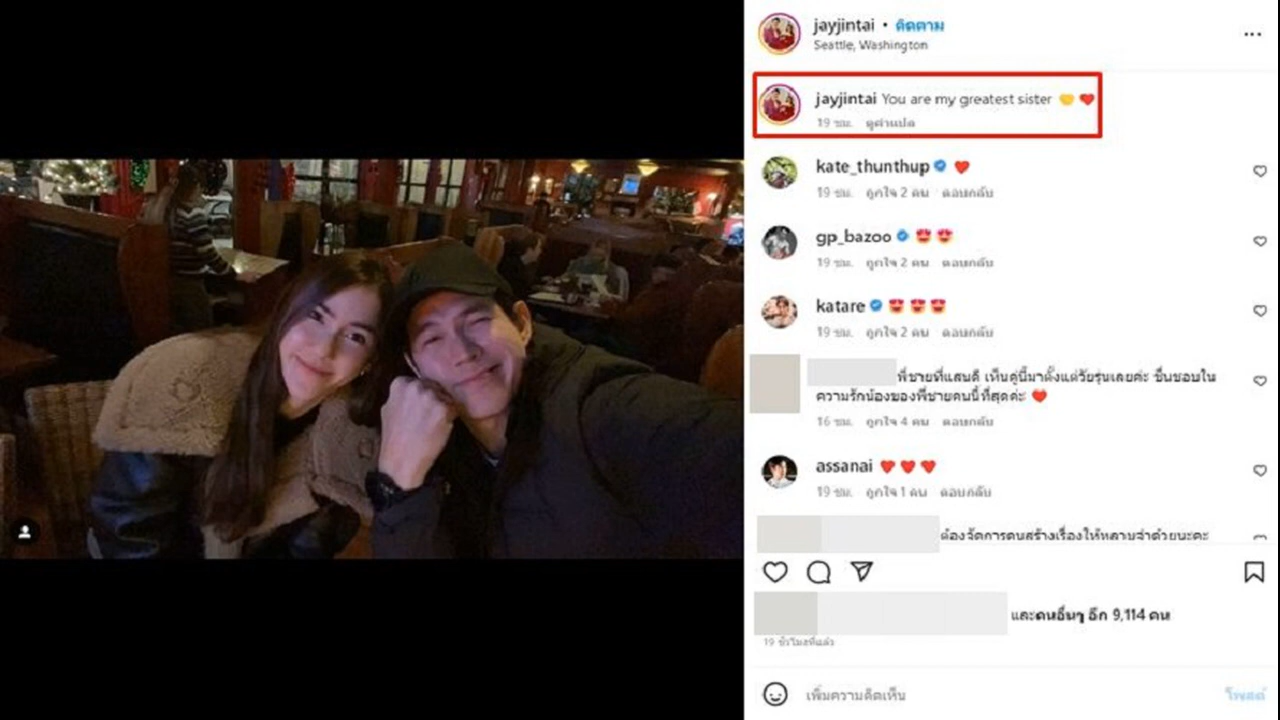 jayjintai • ติดตาม
Seattle, Washington
jayjintai You are my greatest sister 🤝 ❤️
19 ชม. ดูคำแปล
kate_thunthup ❤️
19 ชม. ถูกใจ 2 คน ตอบกลับ
gp_bazoo 😍 😍
19 ชม. ถูกใจ 2 คน ตอบกลับ
katare 😍 😍 😍
19 ชม. ถูกใจ 2 คน ตอบกลับ
พี่ชายที่แสนดี เห็นคู่นี้มาตั้งแต่วัยรุ่นเลยค่ะ ชื่นชอบใน
ความรักน้องของพี่ชายคนนี้ที่สุดค่ะ ❤️
16 ชม. ถูกใจ 4 คน ตอบกลับ
assanai ❤️ ❤️ ❤️
19 ชม. ถูกใจ 1 คน ตอบกลับ
ต้องจัดการคนสร้างเรื่องให้หลาบจำด้วยนะคะ
และคนอื่นๆ อีก 9,114 คน
19 ชั่วโมงที่แล้ว
เพิ่มความคิดเห็น
โพสต์